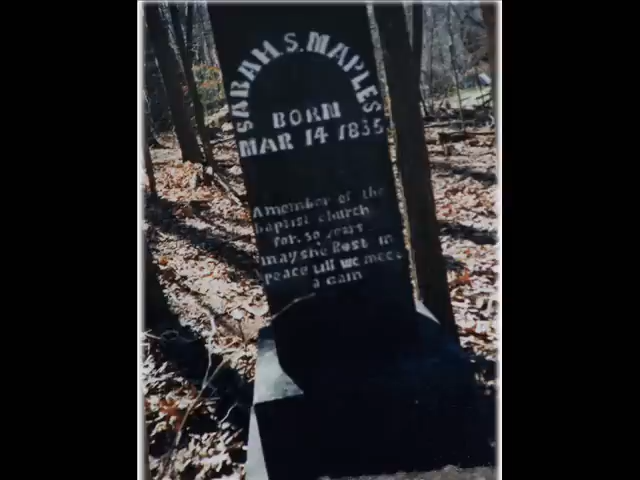 SARAH S. MAPLES
BORN
MAR 14 1835
A member of the
baptist church
for 30 years
may she Rest in
peace till we meet
a gain